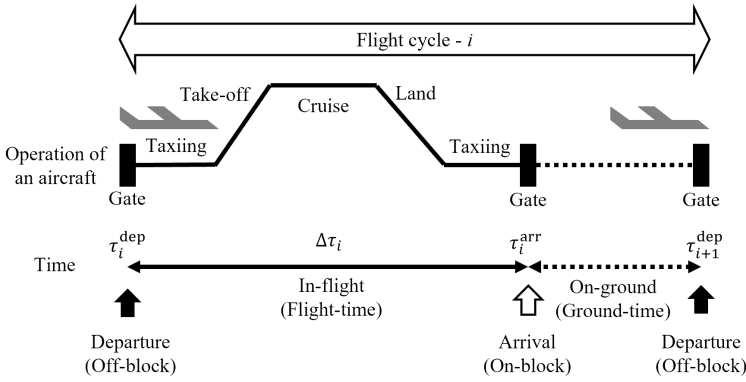 Flight cycle - i
Take-off
Cruise
Land
Taxiing
Taxiing
Operation of
an aircraft
Gate
Gate
Gate
τ_i^dep
Δτ_i
τ_i^arr
τ_{i+1}^dep
Time
In-flight
(Flight-time)
On-ground
(Ground-time)
Departure
(Off-block)
Arrival
(On-block)
Departure
(Off-block)